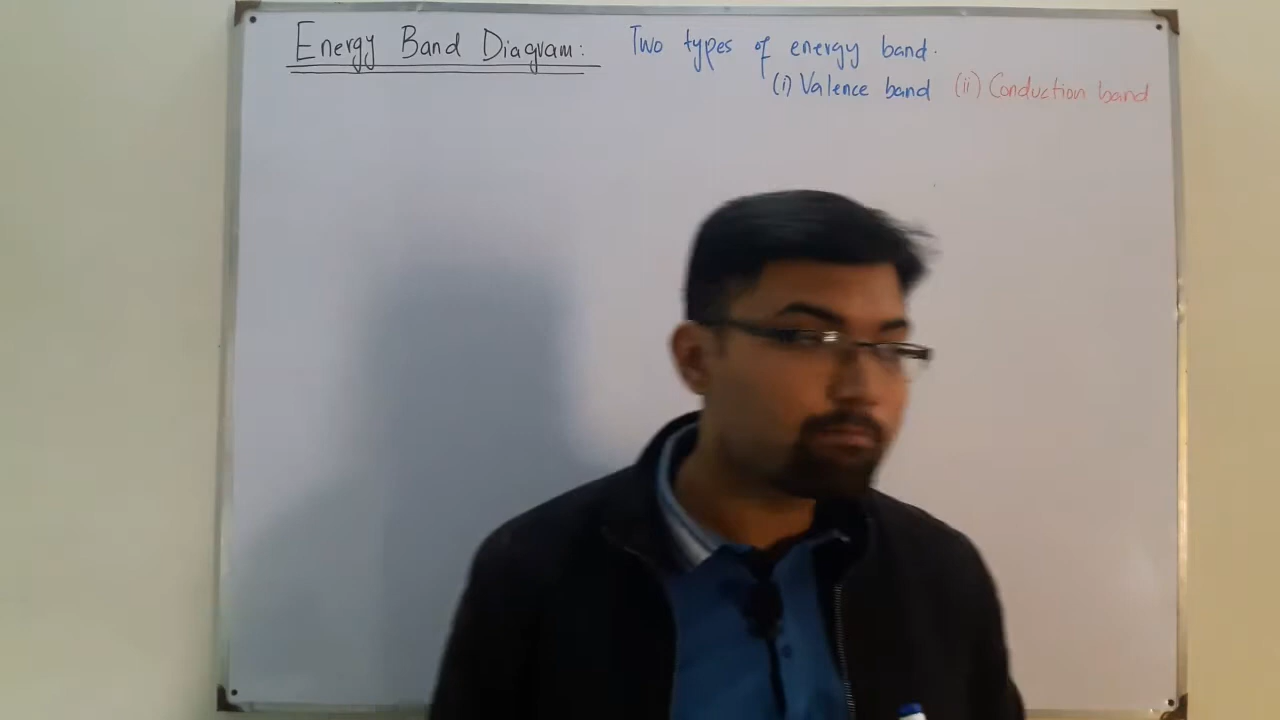 Energy Band Diagram: Two types of energy band.
(i) Valence band (ii) Conduction band